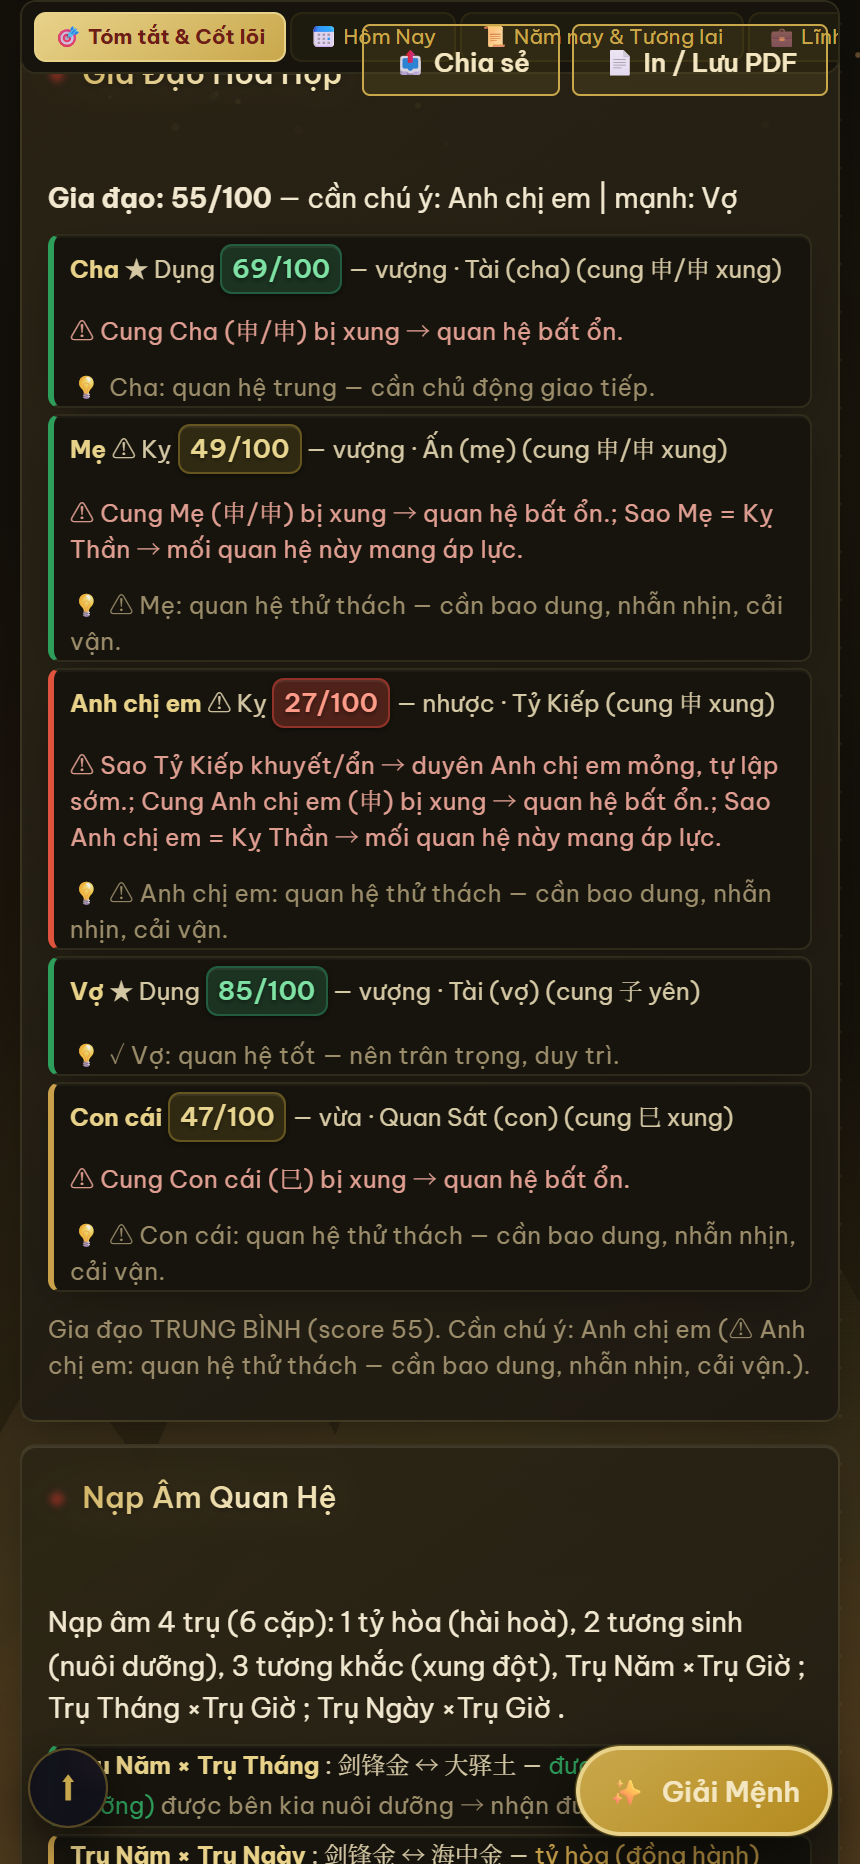 🎯 Tóm tắt & Cốt lõi
Hôm Nay
📜 Năm nay & Tương lai
Gia Đạo Hòa Hợp
Chia sẻ
In / Lưu PDF
Gia đạo: 55/100 — cần chú ý: Anh chị em | mạnh: Vợ
Cha ★ Dụng 69/100 — vượng · Tài (cha) (cung 申/申 xung)
⚠ Cung Cha (申/申) bị xung → quan hệ bất ổn.
💡 Cha: quan hệ trung — cần chủ động giao tiếp.
Mẹ ⚠ Kỵ 49/100 — vượng · Ấn (mẹ) (cung 申/申 xung)
⚠ Cung Mẹ (申/申) bị xung → quan hệ bất ổn.; Sao Mẹ = Kỵ
Thần → mối quan hệ này mang áp lực.
💡 ⚠ Mẹ: quan hệ thử thách — cần bao dung, nhẫn nhịn, cải
vận.
Anh chị em ⚠ Kỵ 27/100 — nhược · Tỷ Kiếp (cung 申 xung)
⚠ Sao Tỷ Kiếp khuyết/ẩn → duyên Anh chị em mỏng, tự lập
sớm.; Cung Anh chị em (申) bị xung → quan hệ bất ổn.; Sao
Anh chị em = Kỵ Thần → mối quan hệ này mang áp lực.
💡 ⚠ Anh chị em: quan hệ thử thách — cần bao dung, nhẫn
nhịn, cải vận.
Vợ ★ Dụng 85/100 — vượng · Tài (vợ) (cung 子 yên)
💡 √ Vợ: quan hệ tốt — nên trân trọng, duy trì.
Con cái 47/100 — vừa · Quan Sát (con) (cung 巳 xung)
⚠ Cung Con cái (巳) bị xung → quan hệ bất ổn.
💡 ⚠ Con cái: quan hệ thử thách — cần bao dung, nhẫn nhịn,
cải vận.
Gia đạo TRUNG BÌNH (score 55). Cần chú ý: Anh chị em (⚠ Anh
chị em: quan hệ thử thách — cần bao dung, nhẫn nhịn, cải vận.).
Nạp Âm Quan Hệ
Nạp âm 4 trụ (6 cặp): 1 tỷ hòa (hài hoà), 2 tương sinh
(nuôi dưỡng), 3 tương khắc (xung đột), Trụ Năm ×Trụ Giờ ;
Trụ Tháng ×Trụ Giờ ; Trụ Ngày ×Trụ Giờ .
Năm × Trụ Tháng : 剑锋金 ↔ 大驿土 —
được bên kia nuôi dưỡng → nhận
✨ Giải Mệnh
Trụ Năm × Trụ Ngày : 剑锋金 ↔ 海中金 — tỷ hòa (đồng hành)